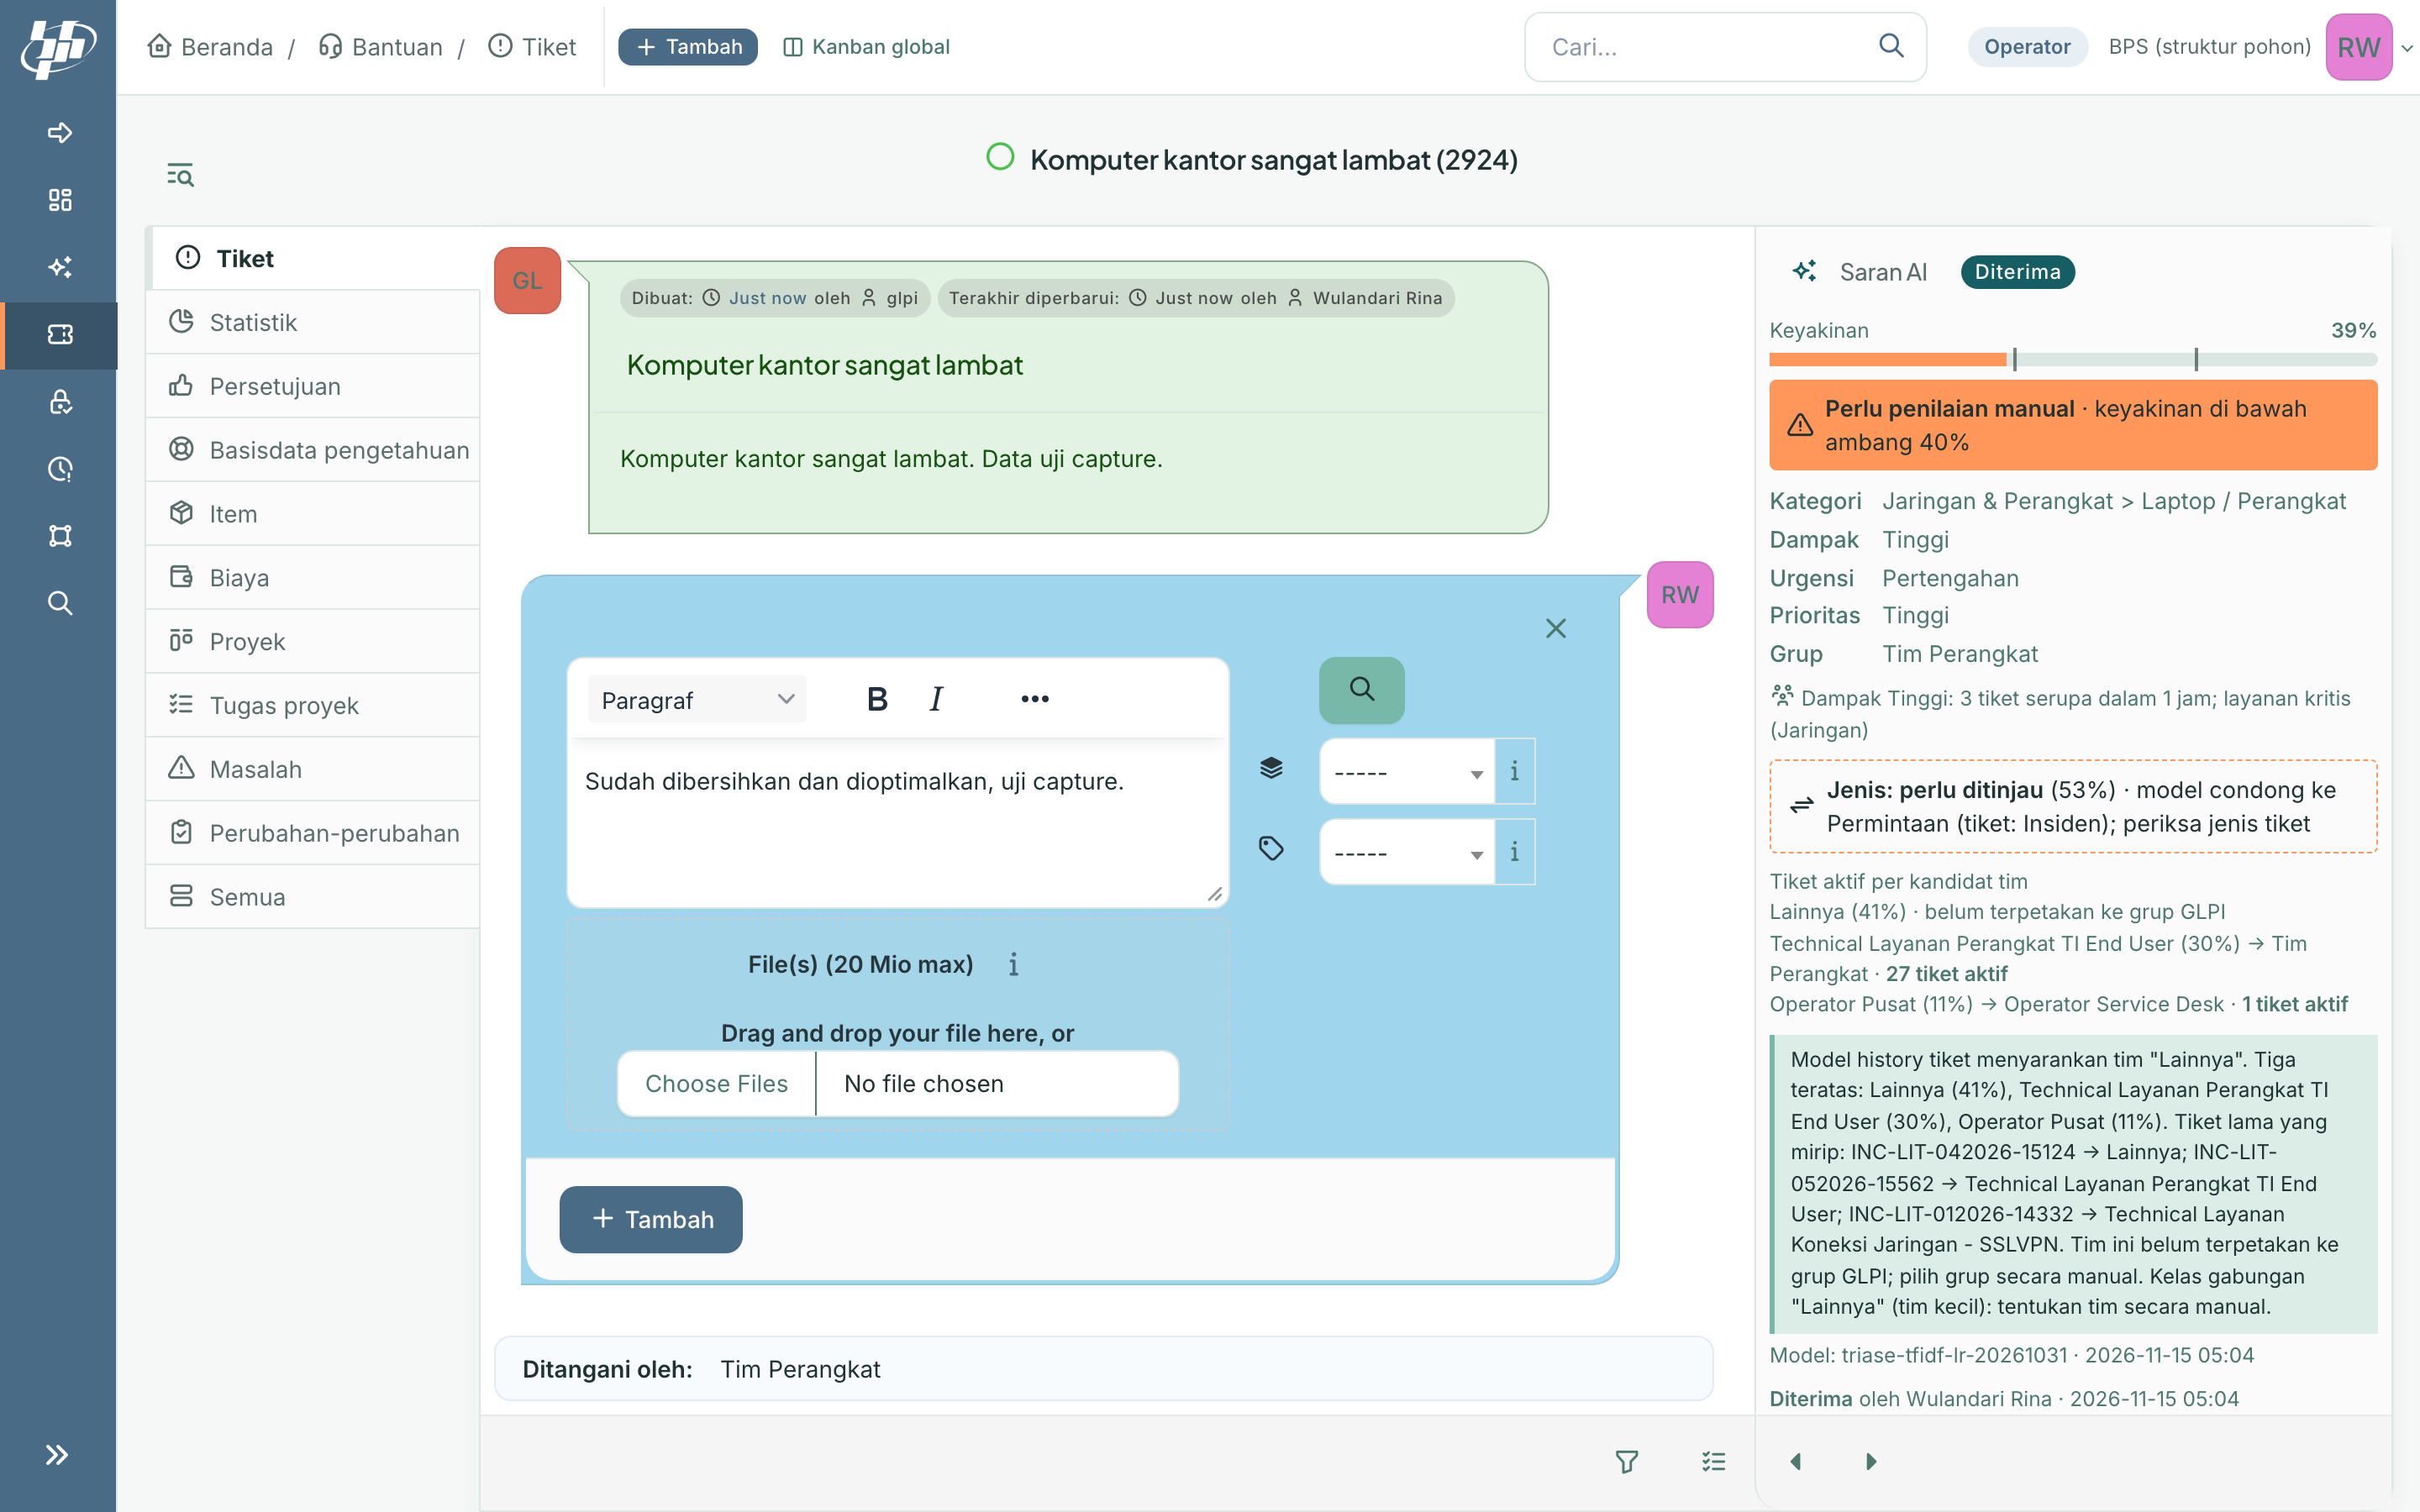 Beranda / Bantuan / Tiket
+ Tambah
Kanban global
Cari...
Operator
BPS (struktur pohon)
RW
Komputer kantor sangat lambat (2924)
Tiket
Statistik
Persetujuan
Basisdata pengetahuan
Item
Biaya
Proyek
Tugas proyek
Masalah
Perubahan-perubahan
Semua
GL
Dibuat: Just now oleh glpi
Terakhir diperbarui: Just now oleh Wulandari Rina
Komputer kantor sangat lambat
Komputer kantor sangat lambat. Data uji capture.
RW
Paragraf
B I
Sudah dibersihkan dan dioptimalkan, uji capture.
-----
i
-----
i
File(s) (20 Mio max) i
Drag and drop your file here, or
Choose Files No file chosen
+ Tambah
Ditangani oleh: Tim Perangkat
Saran AI
Diterima
Keyakinan 39%
Perlu penilaian manual · keyakinan di bawah
ambang 40%
Kategori Jaringan & Perangkat > Laptop / Perangkat
Dampak Tinggi
Urgensi Pertengahan
Prioritas Tinggi
Grup Tim Perangkat
Dampak Tinggi: 3 tiket serupa dalam 1 jam; layanan kritis
(Jaringan)
Jenis: perlu ditinjau (53%) · model condong ke
Permintaan (tiket: Insiden); periksa jenis tiket
Tiket aktif per kandidat tim
Lainnya (41%) · belum terpetakan ke grup GLPI
Technical Layanan Perangkat TI End User (30%) → Tim
Perangkat · 27 tiket aktif
Operator Pusat (11%) → Operator Service Desk · 1 tiket aktif
Model history tiket menyarankan tim "Lainnya". Tiga
teratas: Lainnya (41%), Technical Layanan Perangkat TI
End User (30%), Operator Pusat (11%). Tiket lama yang
mirip: INC-LIT-042026-15124 → Lainnya; INC-LIT-
052026-15562 → Technical Layanan Perangkat TI End
User; INC-LIT-012026-14332 → Technical Layanan
Koneksi Jaringan - SSLVPN. Tim ini belum terpetakan ke
grup GLPI; pilih grup secara manual. Kelas gabungan
"Lainnya" (tim kecil): tentukan tim secara manual.
Model: triase-tfidf-lr-20261031 · 2026-11-15 05:04
Diterima oleh Wulandari Rina · 2026-11-15 05:04